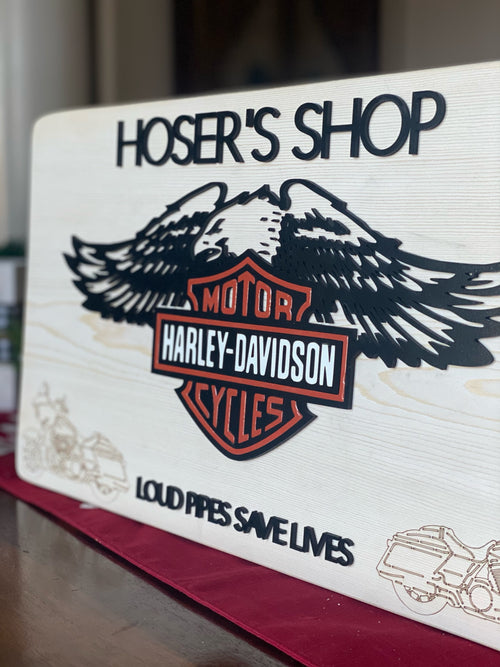 HOSER'S SHOP
MOTOR
HARLEY-DAVIDSON
CYCLES
LOUD PIPES SAVE LIVES